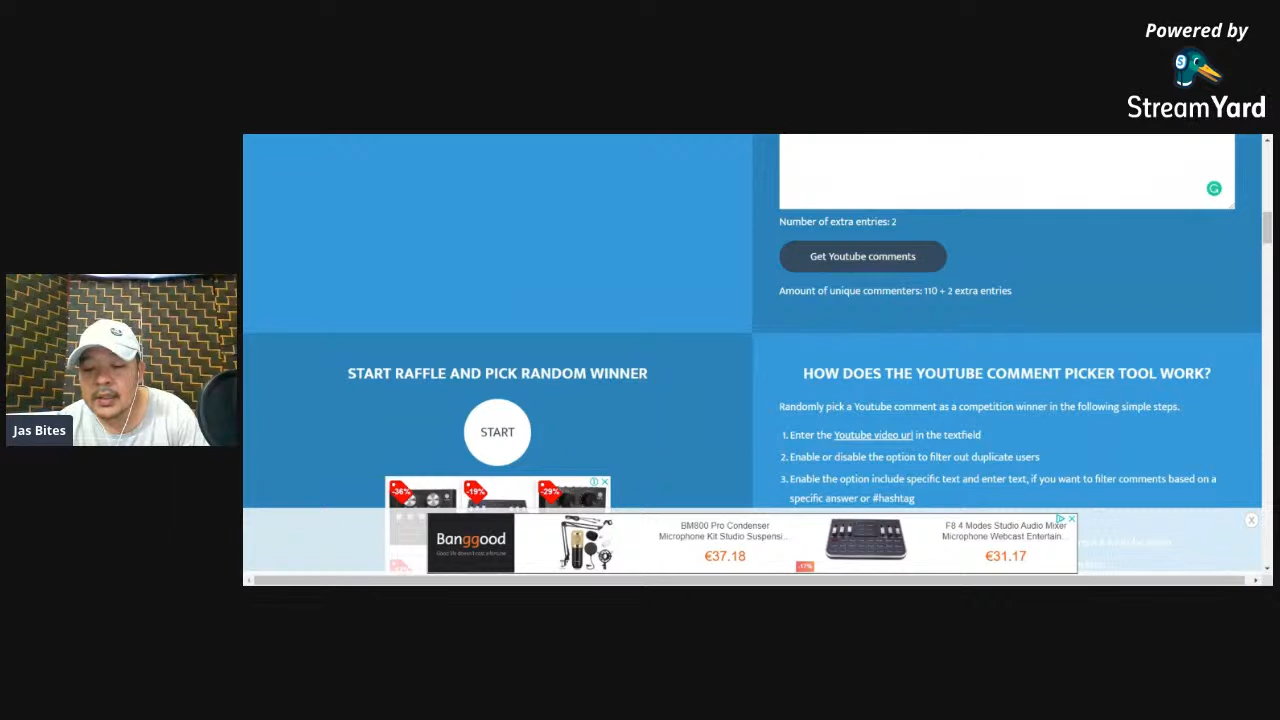 Powered by
StreamYard
Number of extra entries: 2
Get Youtube comments
Amount of unique commenters: 110 + 2 extra entries
START RAFFLE AND PICK RANDOM WINNER
START
HOW DOES THE YOUTUBE COMMENT PICKER TOOL WORK?
Randomly pick a Youtube comment as a competition winner in the following simple steps.
1. Enter the Youtube video url in the textfield
2. Enable or disable the option to filter out duplicate users
3. Enable the option include specific text and enter text, if you want to filter comments based on a
specific answer or #hashtag
Jas Bites
-36%
-19%
-29%
Banggood
BM800 Pro Condenser
Microphone Kit Studio Suspensi...
€37.18
-17%
F8 4 Modes Studio Audio Mixer
Microphone Webcast Entertain...
€31.17
X